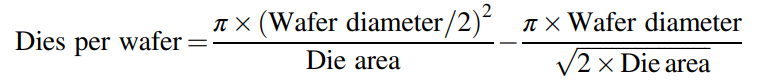 Dies per wafer = π × (Wafer diameter/2)² / Die area − π × Wafer diameter / √(2 × Die area)